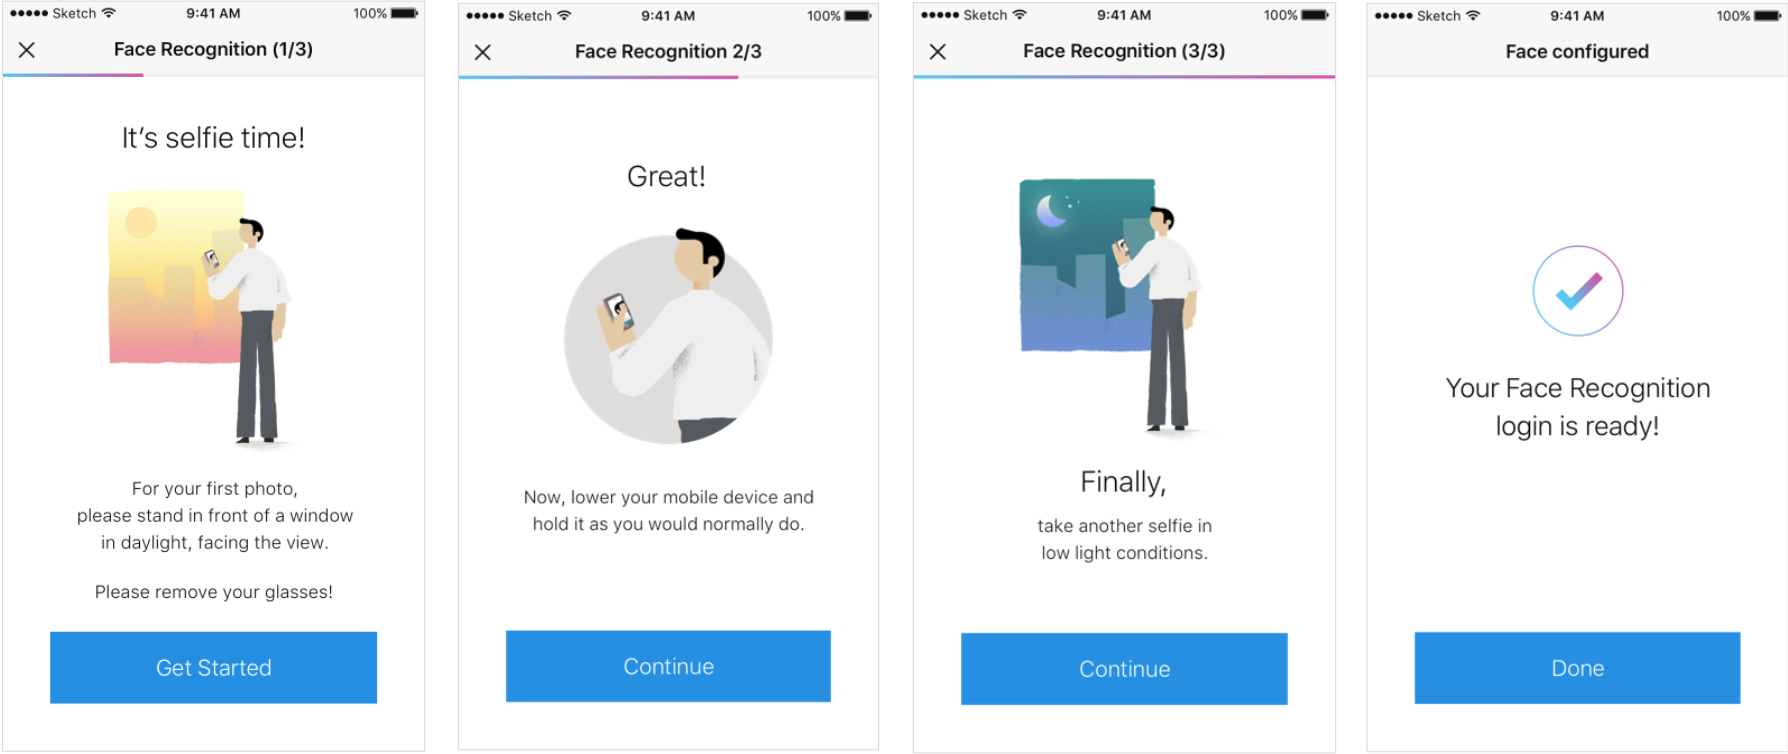 Sketch 9:41 AM 100%
Face Recognition (1/3)
It's selfie time!
For your first photo,
please stand in front of a window
in daylight, facing the view.
Please remove your glasses!
Get Started
Sketch 9:41 AM 100%
Face Recognition 2/3
Great!
Now, lower your mobile device and
hold it as you would normally do.
Continue
Sketch 9:41 AM 100%
Face Recognition (3/3)
Finally,
take another selfie in
low light conditions.
Continue
Sketch 9:41 AM 100%
Face configured
Your Face Recognition
login is ready!
Done